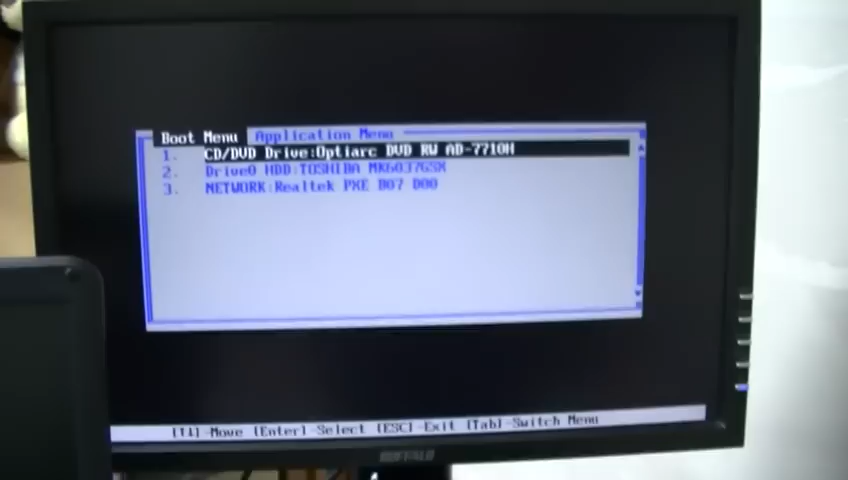 Boot Menu Application Menu
1. CD/DVD Drive:Optiarc DVD RW AD-7710H
2. Drive0 HDD:TOSHIBA MK6037GSX
3. NETWORK:Realtek PXE B07 D00
[↑↓]-Move [Enter]-Select [ESC]-Exit [Tab]-Switch Menu
BUFFALO